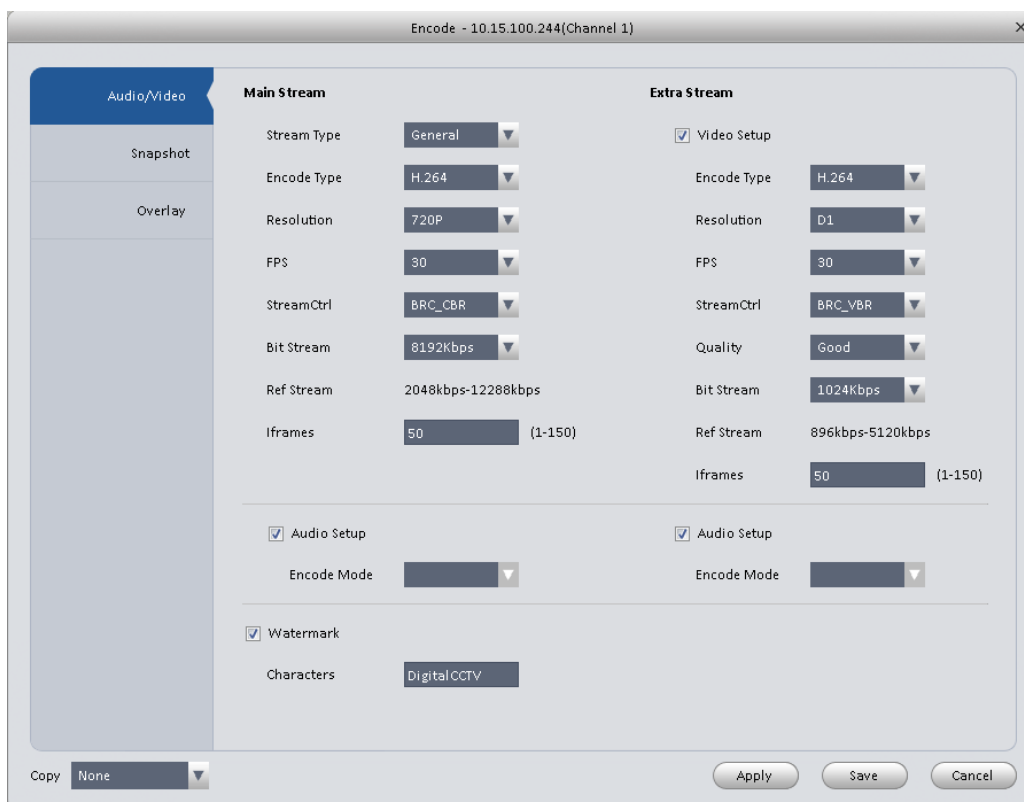 Encode - 10.15.100.244(Channel 1)
Audio/Video
Snapshot
Overlay
Main Stream
Stream Type General
Encode Type H.264
Resolution 720P
FPS 30
StreamCtrl BRC_CBR
Bit Stream 8192Kbps
Ref Stream 2048kbps-12288kbps
Iframes 50 (1-150)
Extra Stream
Video Setup
Encode Type H.264
Resolution D1
FPS 30
StreamCtrl BRC_VBR
Quality Good
Bit Stream 1024Kbps
Ref Stream 896kbps-5120kbps
Iframes 50 (1-150)
Audio Setup
Encode Mode
Audio Setup
Encode Mode
Watermark
Characters DigitalCCTV
Copy None
Apply Save Cancel